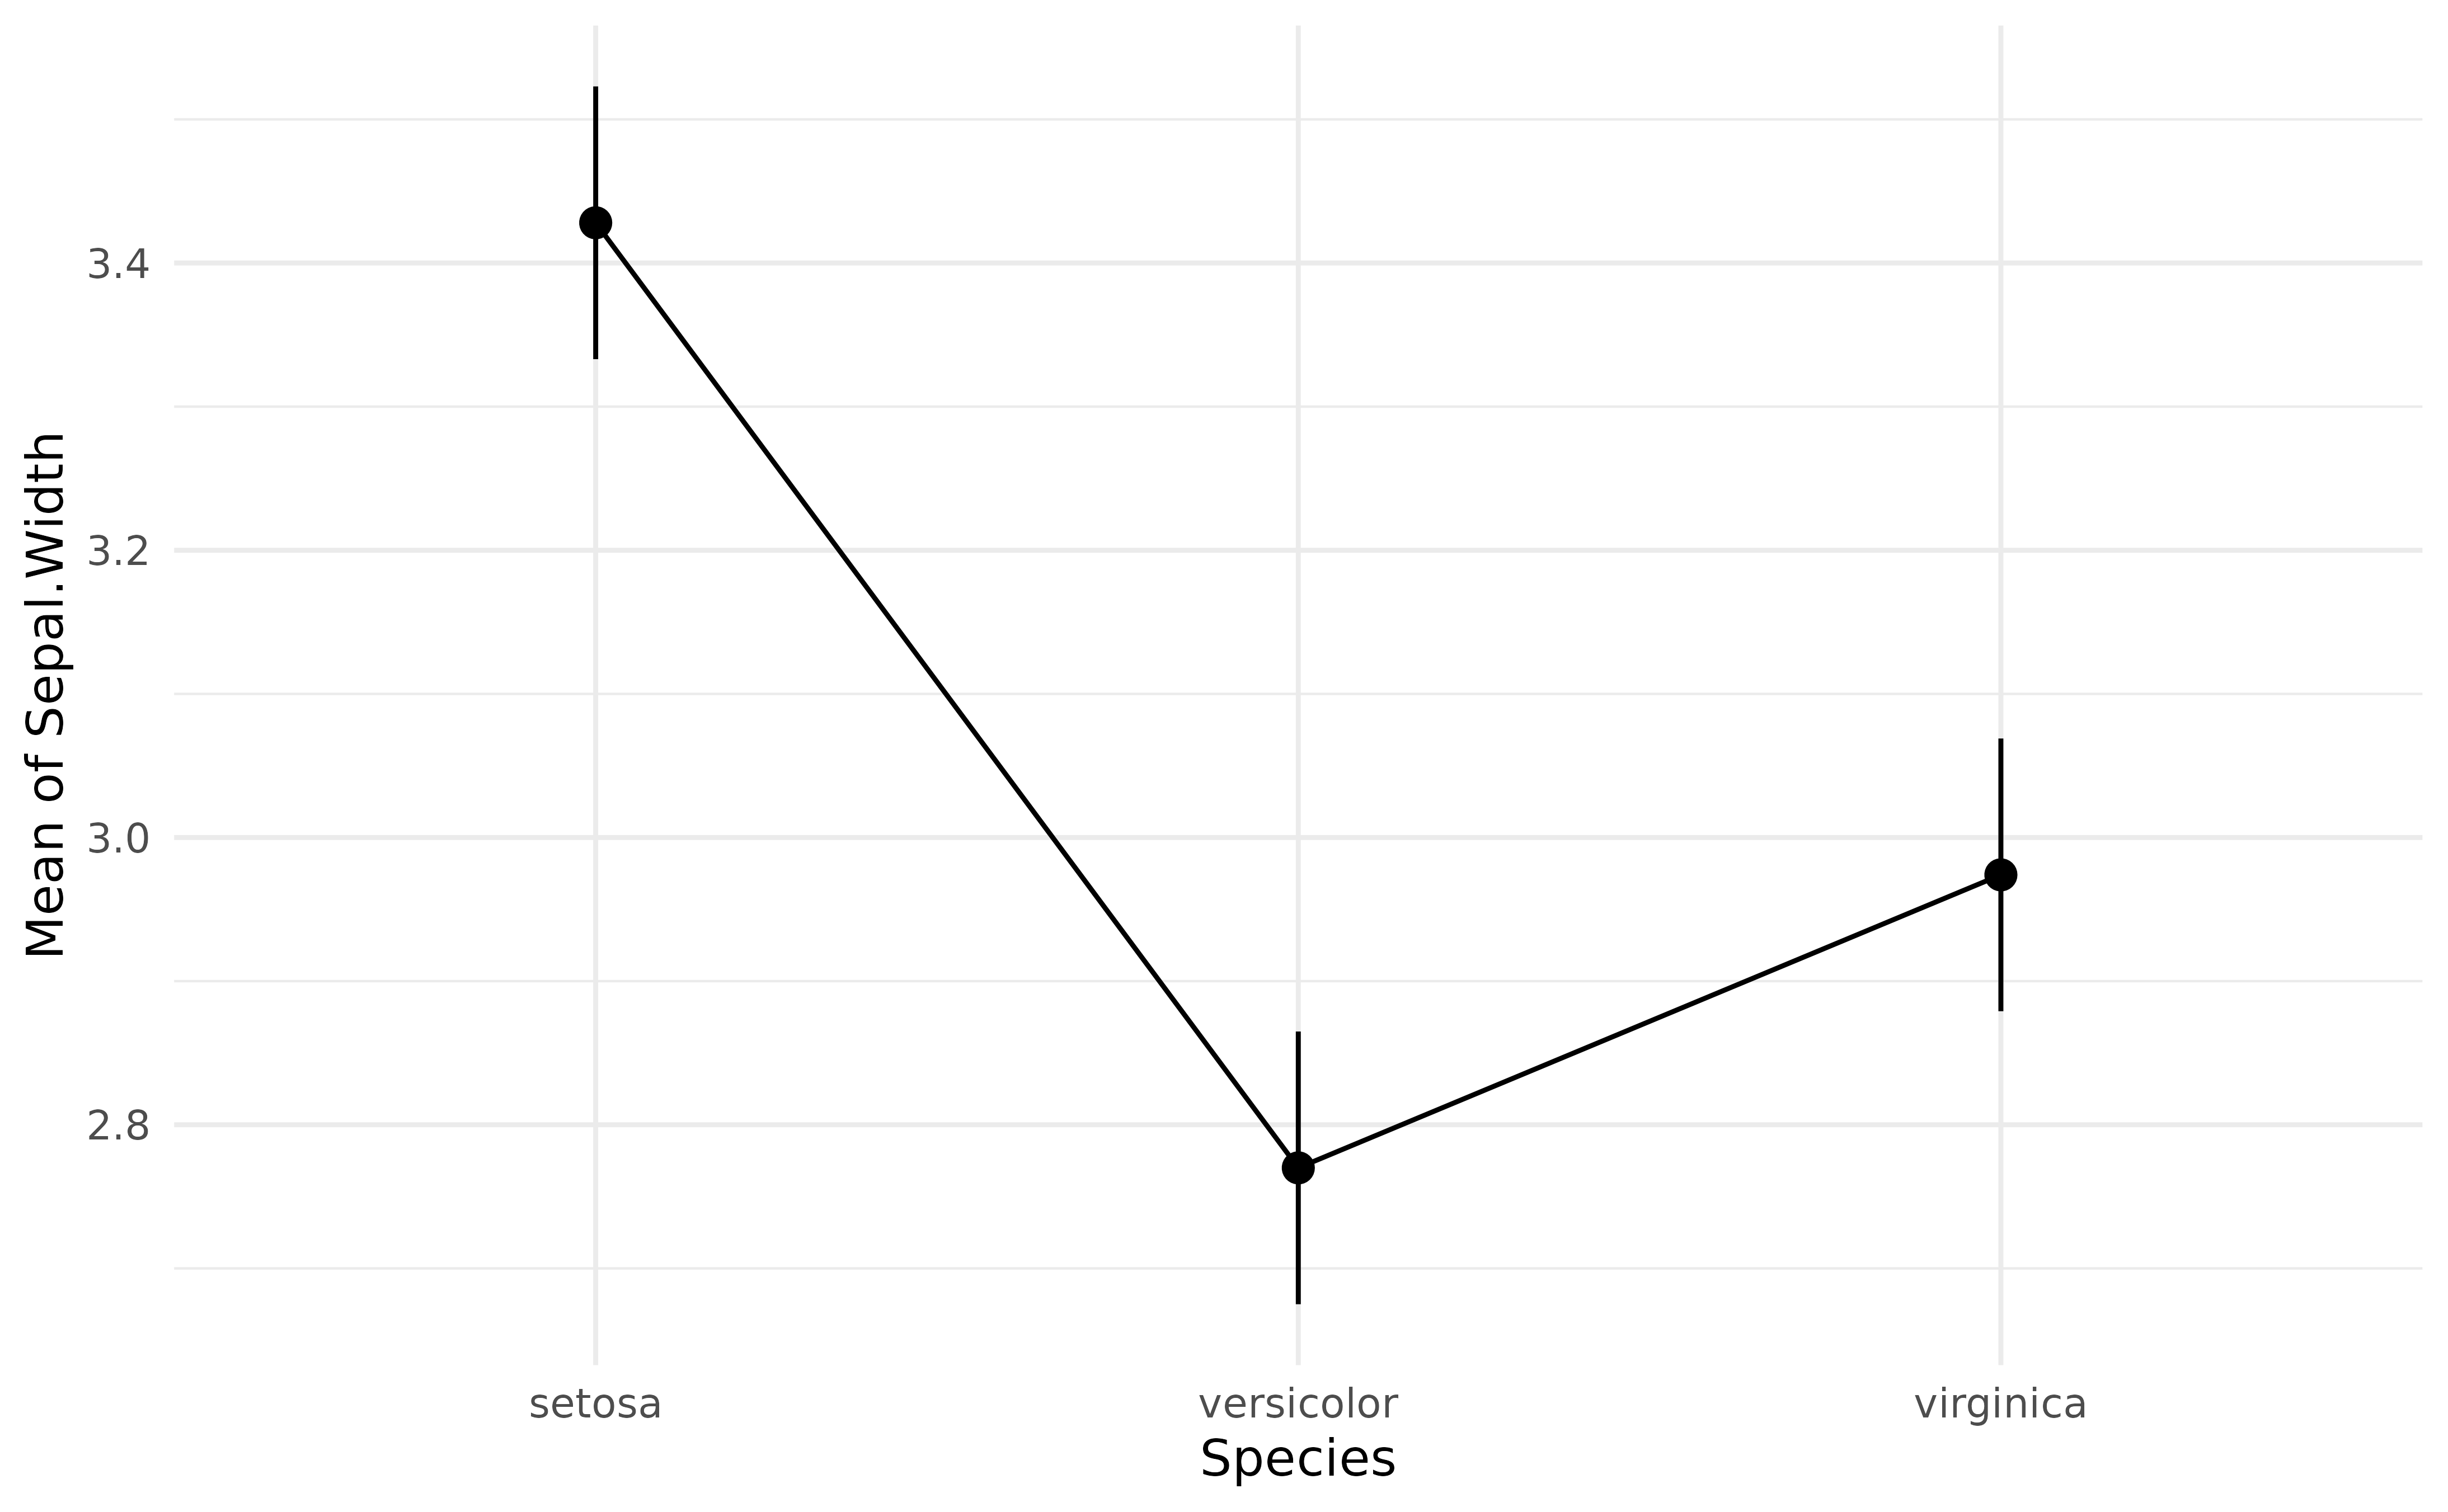 Mean of Sepal.Width
3.4
3.2
3.0
2.8
setosa
versicolor
virginica
Species